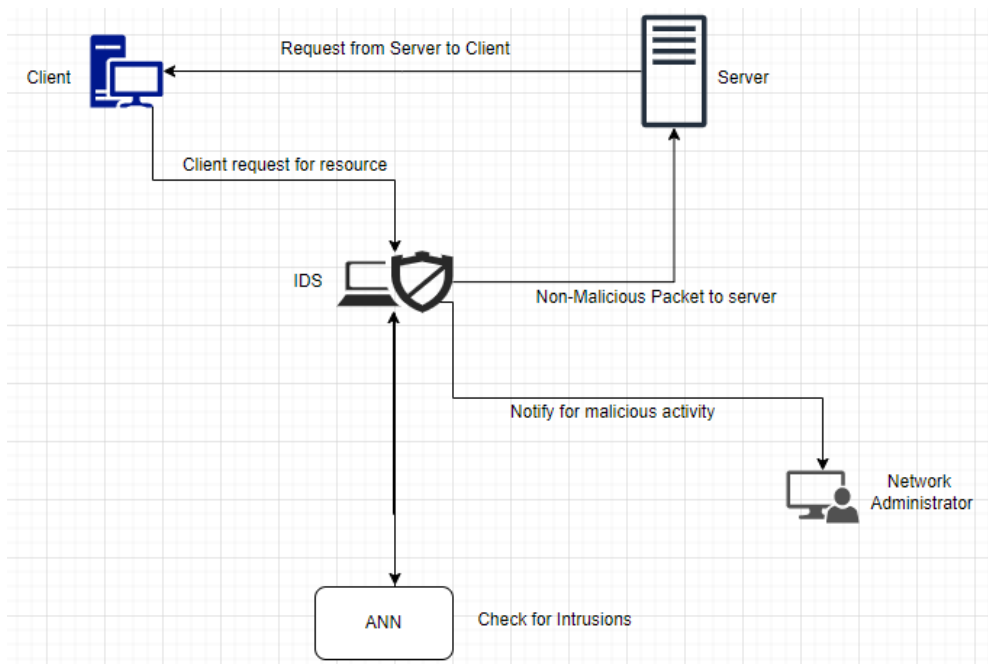 Request from Server to Client
Client
Server
Client request for resource
IDS
Non-Malicious Packet to server
Notify for malicious activity
Network
Administrator
ANN
Check for Intrusions